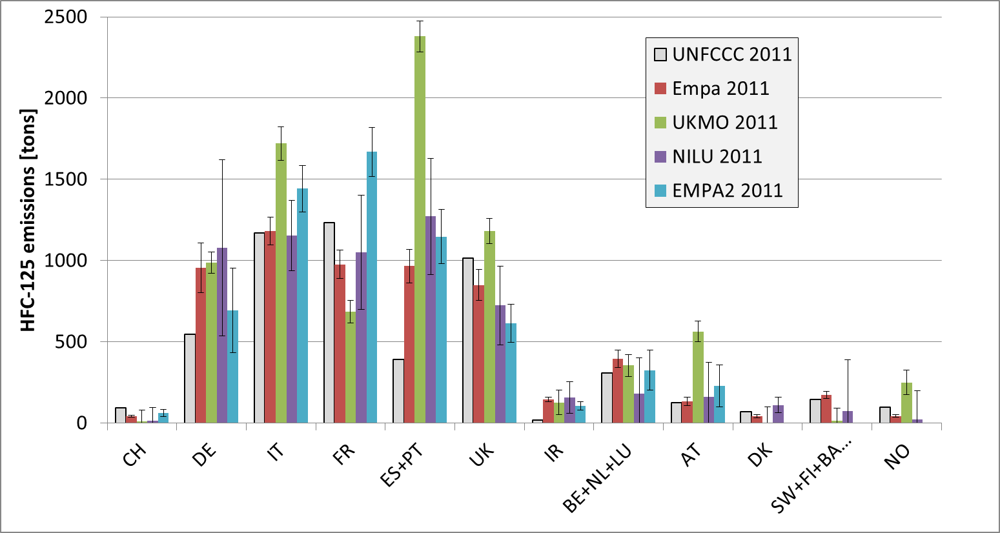 2500
2000
1500
1000
500
0
HFC-125 emissions [tons]
UNFCCC 2011
Empa 2011
UKMO 2011
NILU 2011
EMPA2 2011
CH
DE
IT
FR
ES+PT
UK
IR
BE+NL+LU
AT
DK
SW+FI+BA...
NO